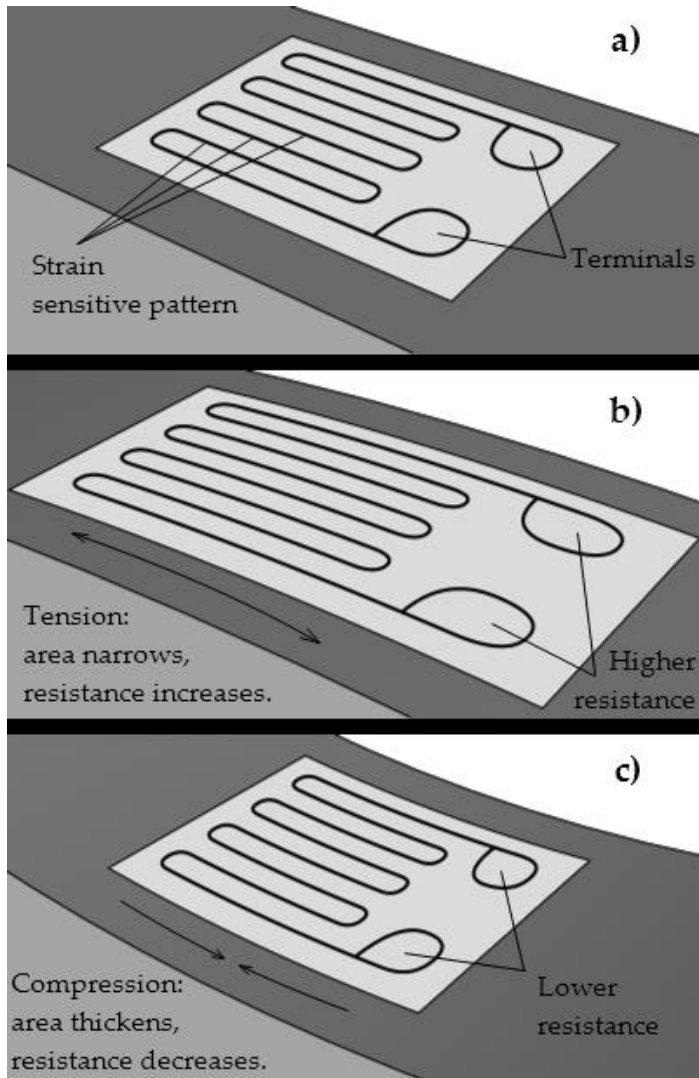 a)
Strain
sensitive pattern
Terminals
b)
Tension:
area narrows,
resistance increases.
Higher
resistance
c)
Compression:
area thickens,
resistance decreases.
Lower
resistance